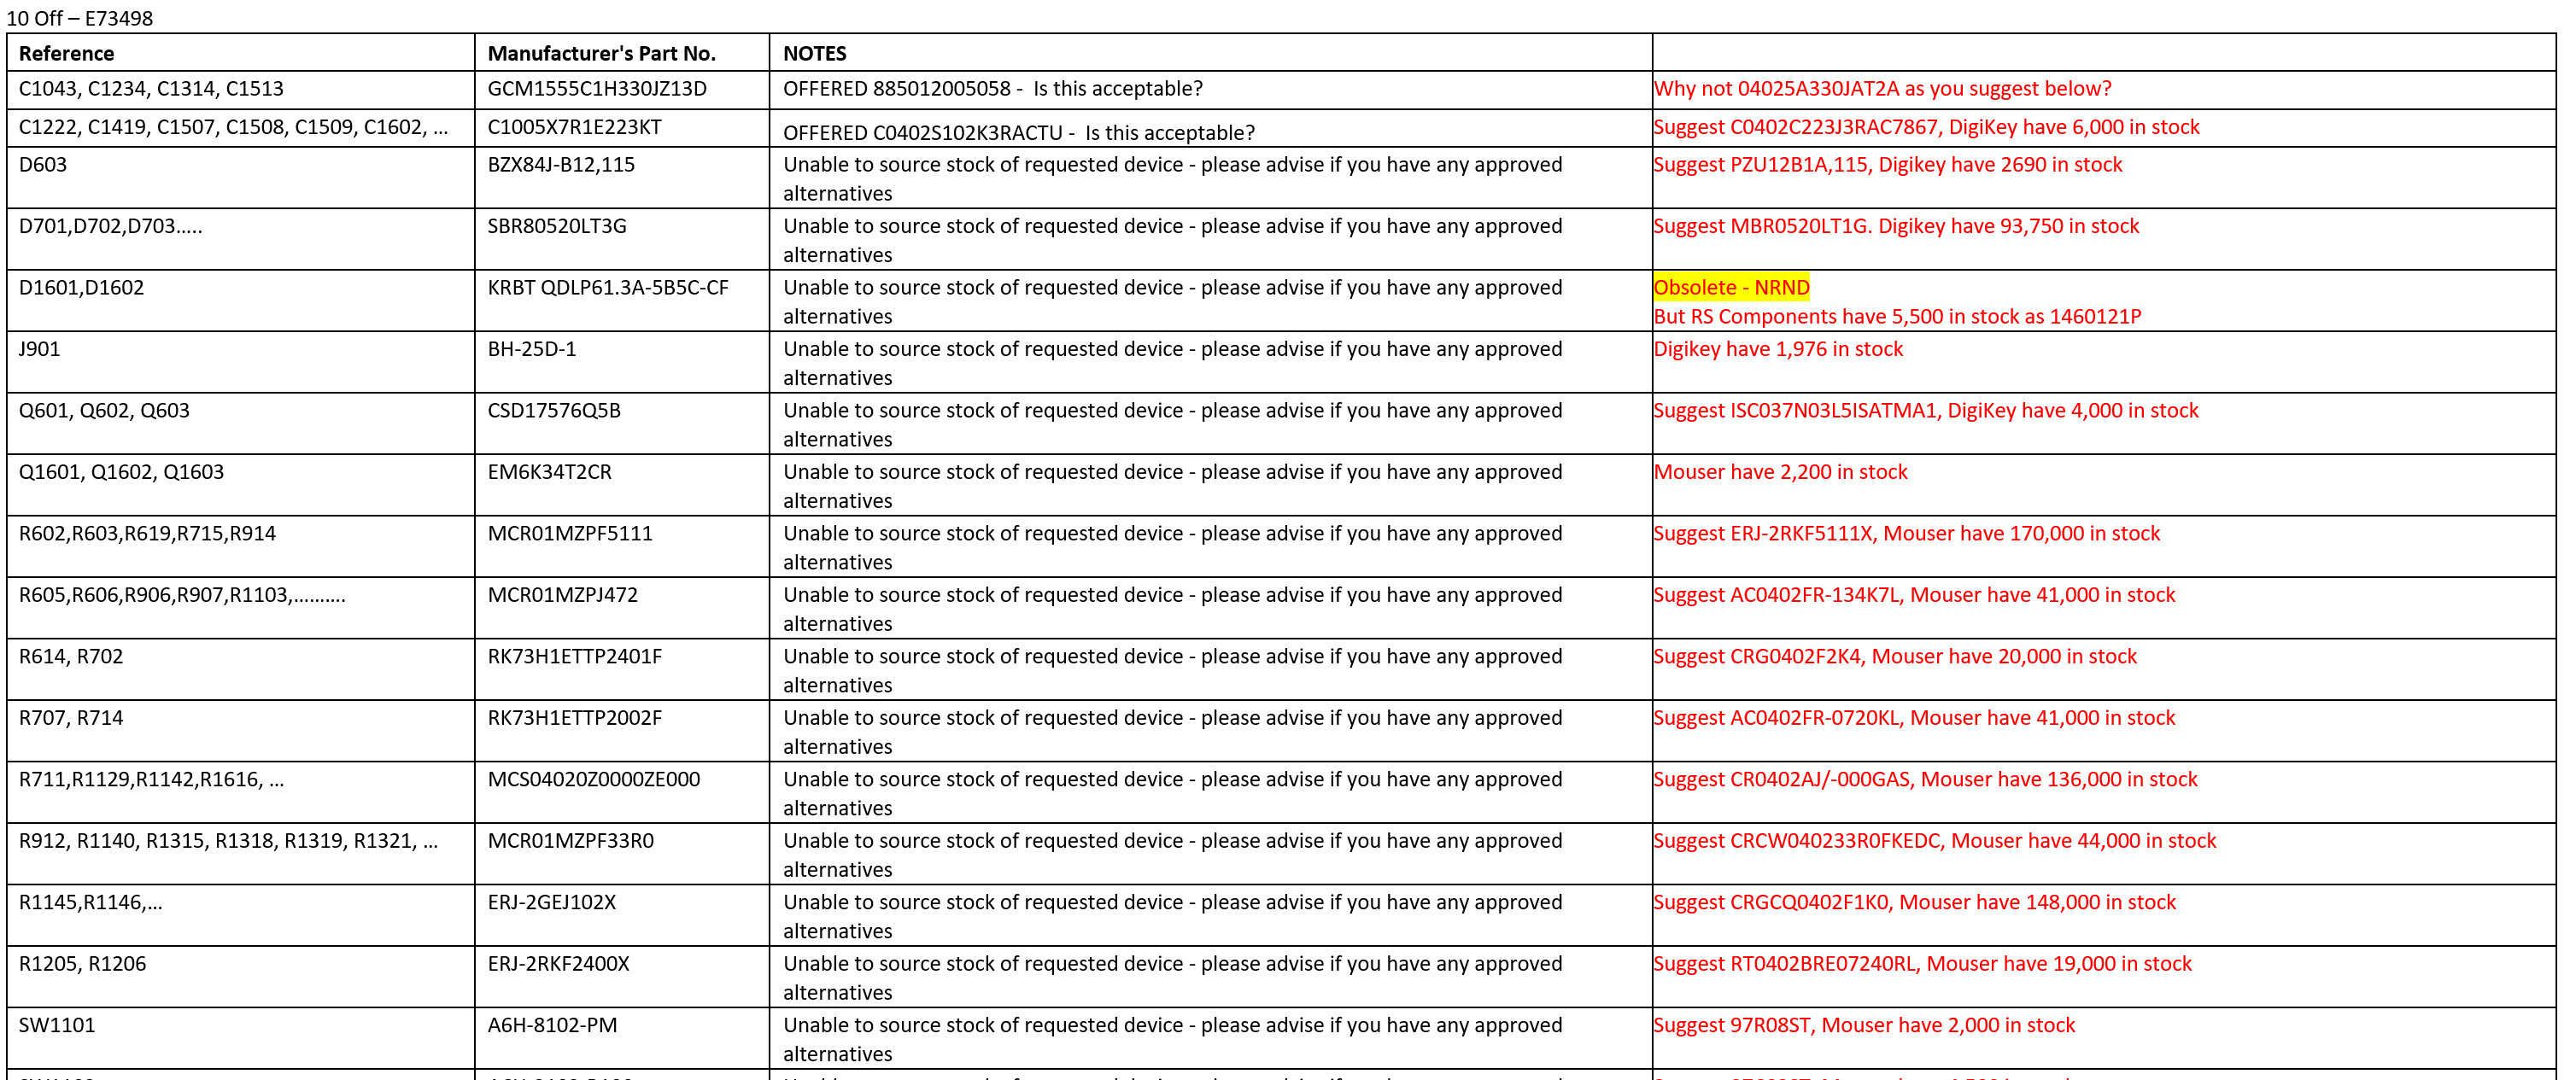 10 Off – E73498
Reference Manufacturer's Part No. NOTES
C1043, C1234, C1314, C1513 GCM1555C1H330JZ13D OFFERED 885012005058 -  Is this acceptable? Why not 04025A330JAT2A as you suggest below?
C1222, C1419, C1507, C1508, C1509, C1602, ... C1005X7R1E223KT OFFERED C0402S102K3RACTU -  Is this acceptable? Suggest C0402C223J3RAC7867, DigiKey have 6,000 in stock
D603 BZX84J-B12,115 Unable to source stock of requested device - please advise if you have any approved Suggest PZU12B1A,115, Digikey have 2690 in stock
alternatives
D701,D702,D703..... SBR80520LT3G Unable to source stock of requested device - please advise if you have any approved Suggest MBR0520LT1G. Digikey have 93,750 in stock
alternatives
D1601,D1602 KRBT QDLP61.3A-5B5C-CF Unable to source stock of requested device - please advise if you have any approved Obsolete - NRND
alternatives But RS Components have 5,500 in stock as 1460121P
J901 BH-25D-1 Unable to source stock of requested device - please advise if you have any approved Digikey have 1,976 in stock
alternatives
Q601, Q602, Q603 CSD17576Q5B Unable to source stock of requested device - please advise if you have any approved Suggest ISC037N03L5ISATMA1, DigiKey have 4,000 in stock
alternatives
Q1601, Q1602, Q1603 EM6K34T2CR Unable to source stock of requested device - please advise if you have any approved Mouser have 2,200 in stock
alternatives
R602,R603,R619,R715,R914 MCR01MZPF5111 Unable to source stock of requested device - please advise if you have any approved Suggest ERJ-2RKF5111X, Mouser have 170,000 in stock
alternatives
R605,R606,R906,R907,R1103,.......... MCR01MZPJ472 Unable to source stock of requested device - please advise if you have any approved Suggest AC0402FR-134K7L, Mouser have 41,000 in stock
alternatives
R614, R702 RK73H1ETTP2401F Unable to source stock of requested device - please advise if you have any approved Suggest CRG0402F2K4, Mouser have 20,000 in stock
alternatives
R707, R714 RK73H1ETTP2002F Unable to source stock of requested device - please advise if you have any approved Suggest AC0402FR-0720KL, Mouser have 41,000 in stock
alternatives
R711,R1129,R1142,R1616, ... MCS04020Z0000ZE000 Unable to source stock of requested device - please advise if you have any approved Suggest CR0402AJ/-000GAS, Mouser have 136,000 in stock
alternatives
R912, R1140, R1315, R1318, R1319, R1321, ... MCR01MZPF33R0 Unable to source stock of requested device - please advise if you have any approved Suggest CRCW040233R0FKEDC, Mouser have 44,000 in stock
alternatives
R1145,R1146,... ERJ-2GEJ102X Unable to source stock of requested device - please advise if you have any approved Suggest CRGCQ0402F1K0, Mouser have 148,000 in stock
alternatives
R1205, R1206 ERJ-2RKF2400X Unable to source stock of requested device - please advise if you have any approved Suggest RT0402BRE07240RL, Mouser have 19,000 in stock
alternatives
SW1101 A6H-8102-PM Unable to source stock of requested device - please advise if you have any approved Suggest 97R08ST, Mouser have 2,000 in stock
alternatives